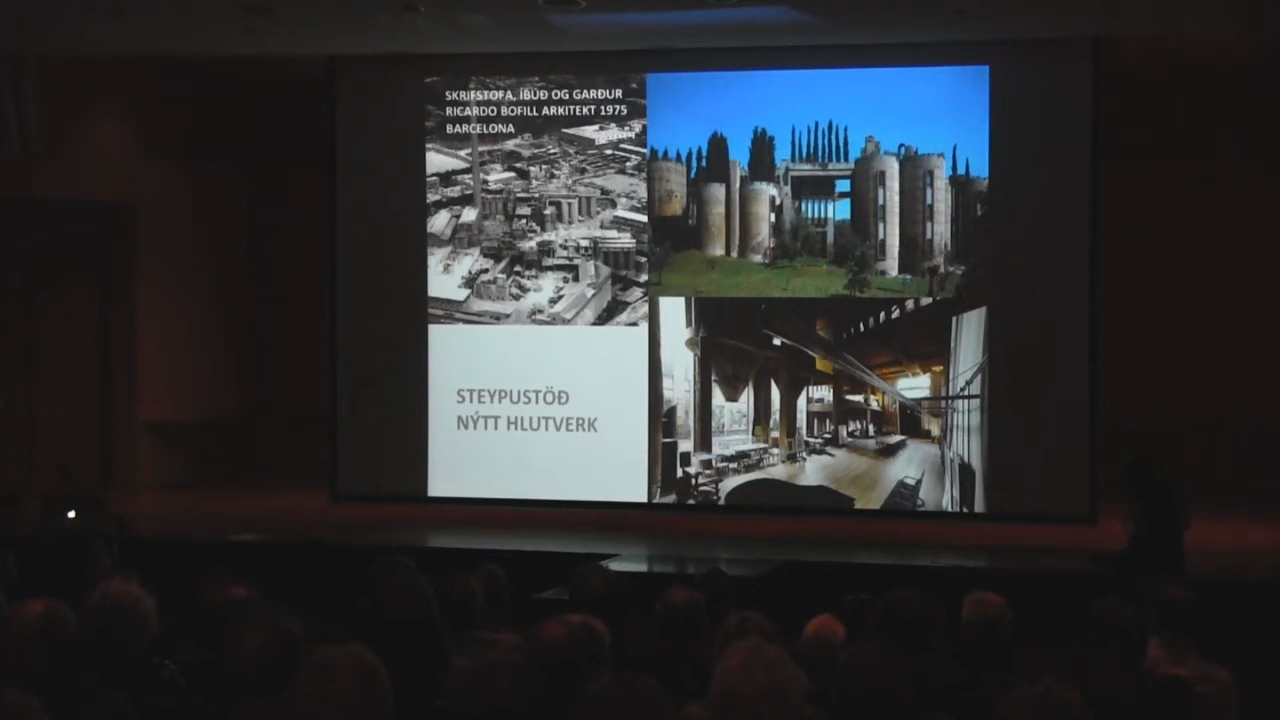 SKRIFSTOFA, ÍBÚÐ OG GARÐUR
RICARDO BOFILL ARKITEKT 1975
BARCELONA
STEYPUSTÖÐ
NÝTT HLUTVERK